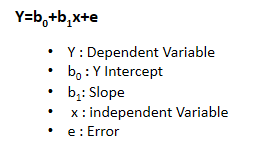 Y=b₀+b₁x+e
• Y : Dependent Variable
• b₀ : Y Intercept
• b₁: Slope
• x : independent Variable
• e : Error